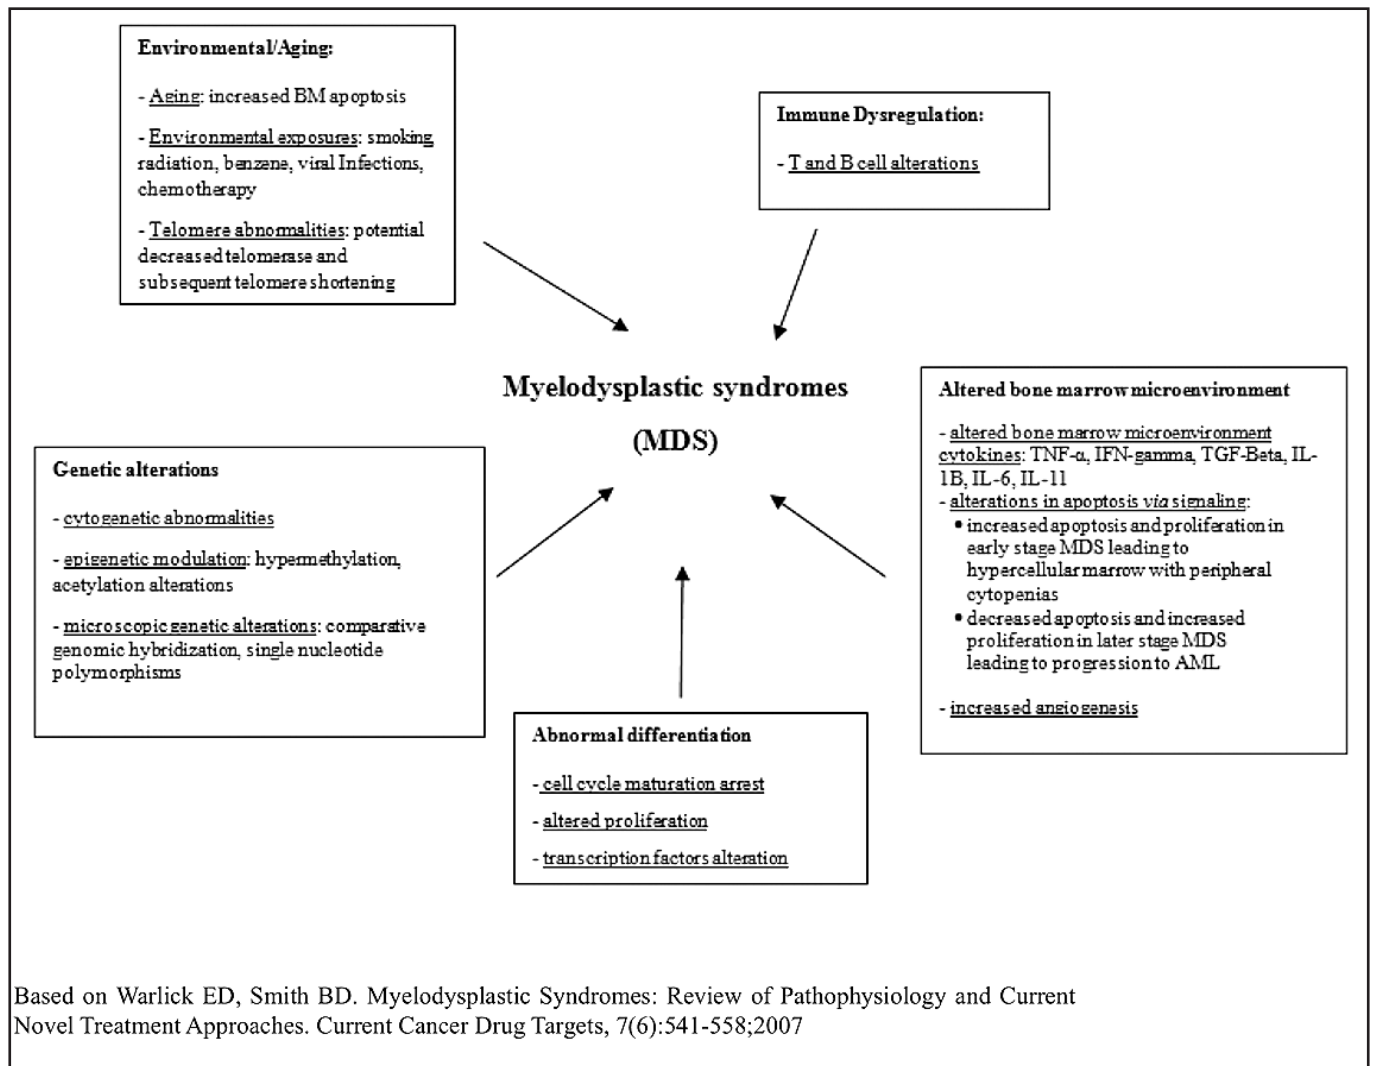 Environmental/Aging:
- Aging: increased BM apoptosis
- Environmental exposures: smoking
radiation, benzene, viral Infections,
chemotherapy
- Telomere abnormalities: potential
decreased telomerase and
subsequent telomere shortening
Immune Dysregulation:
- T and B cell alterations
Myelodysplastic syndromes
(MDS)
Altered bone marrow microenvironment
- altered bone marrow microenvironment
cytokines: TNF-α, IFN-gamma, TGF-Beta, IL-
1B, IL-6, IL-11
- alterations in apoptosis via signaling:
• increased apoptosis and proliferation in
early stage MDS leading to
hypercellular marrow with peripheral
cytopenias
• decreased apoptosis and increased
proliferation in later stage MDS
leading to progression to AML
- increased angiogenesis
Genetic alterations
- cytogenetic abnormalities
- epigenetic modulation: hypermethylation,
acetylation alterations
- microscopic genetic alterations: comparative
genomic hybridization, single nucleotide
polymorphisms
Abnormal differentiation
- cell cycle maturation arrest
- altered proliferation
- transcription factors alteration
Based on Warlick ED, Smith BD. Myelodysplastic Syndromes: Review of Pathophysiology and Current
Novel Treatment Approaches. Current Cancer Drug Targets, 7(6):541-558;2007